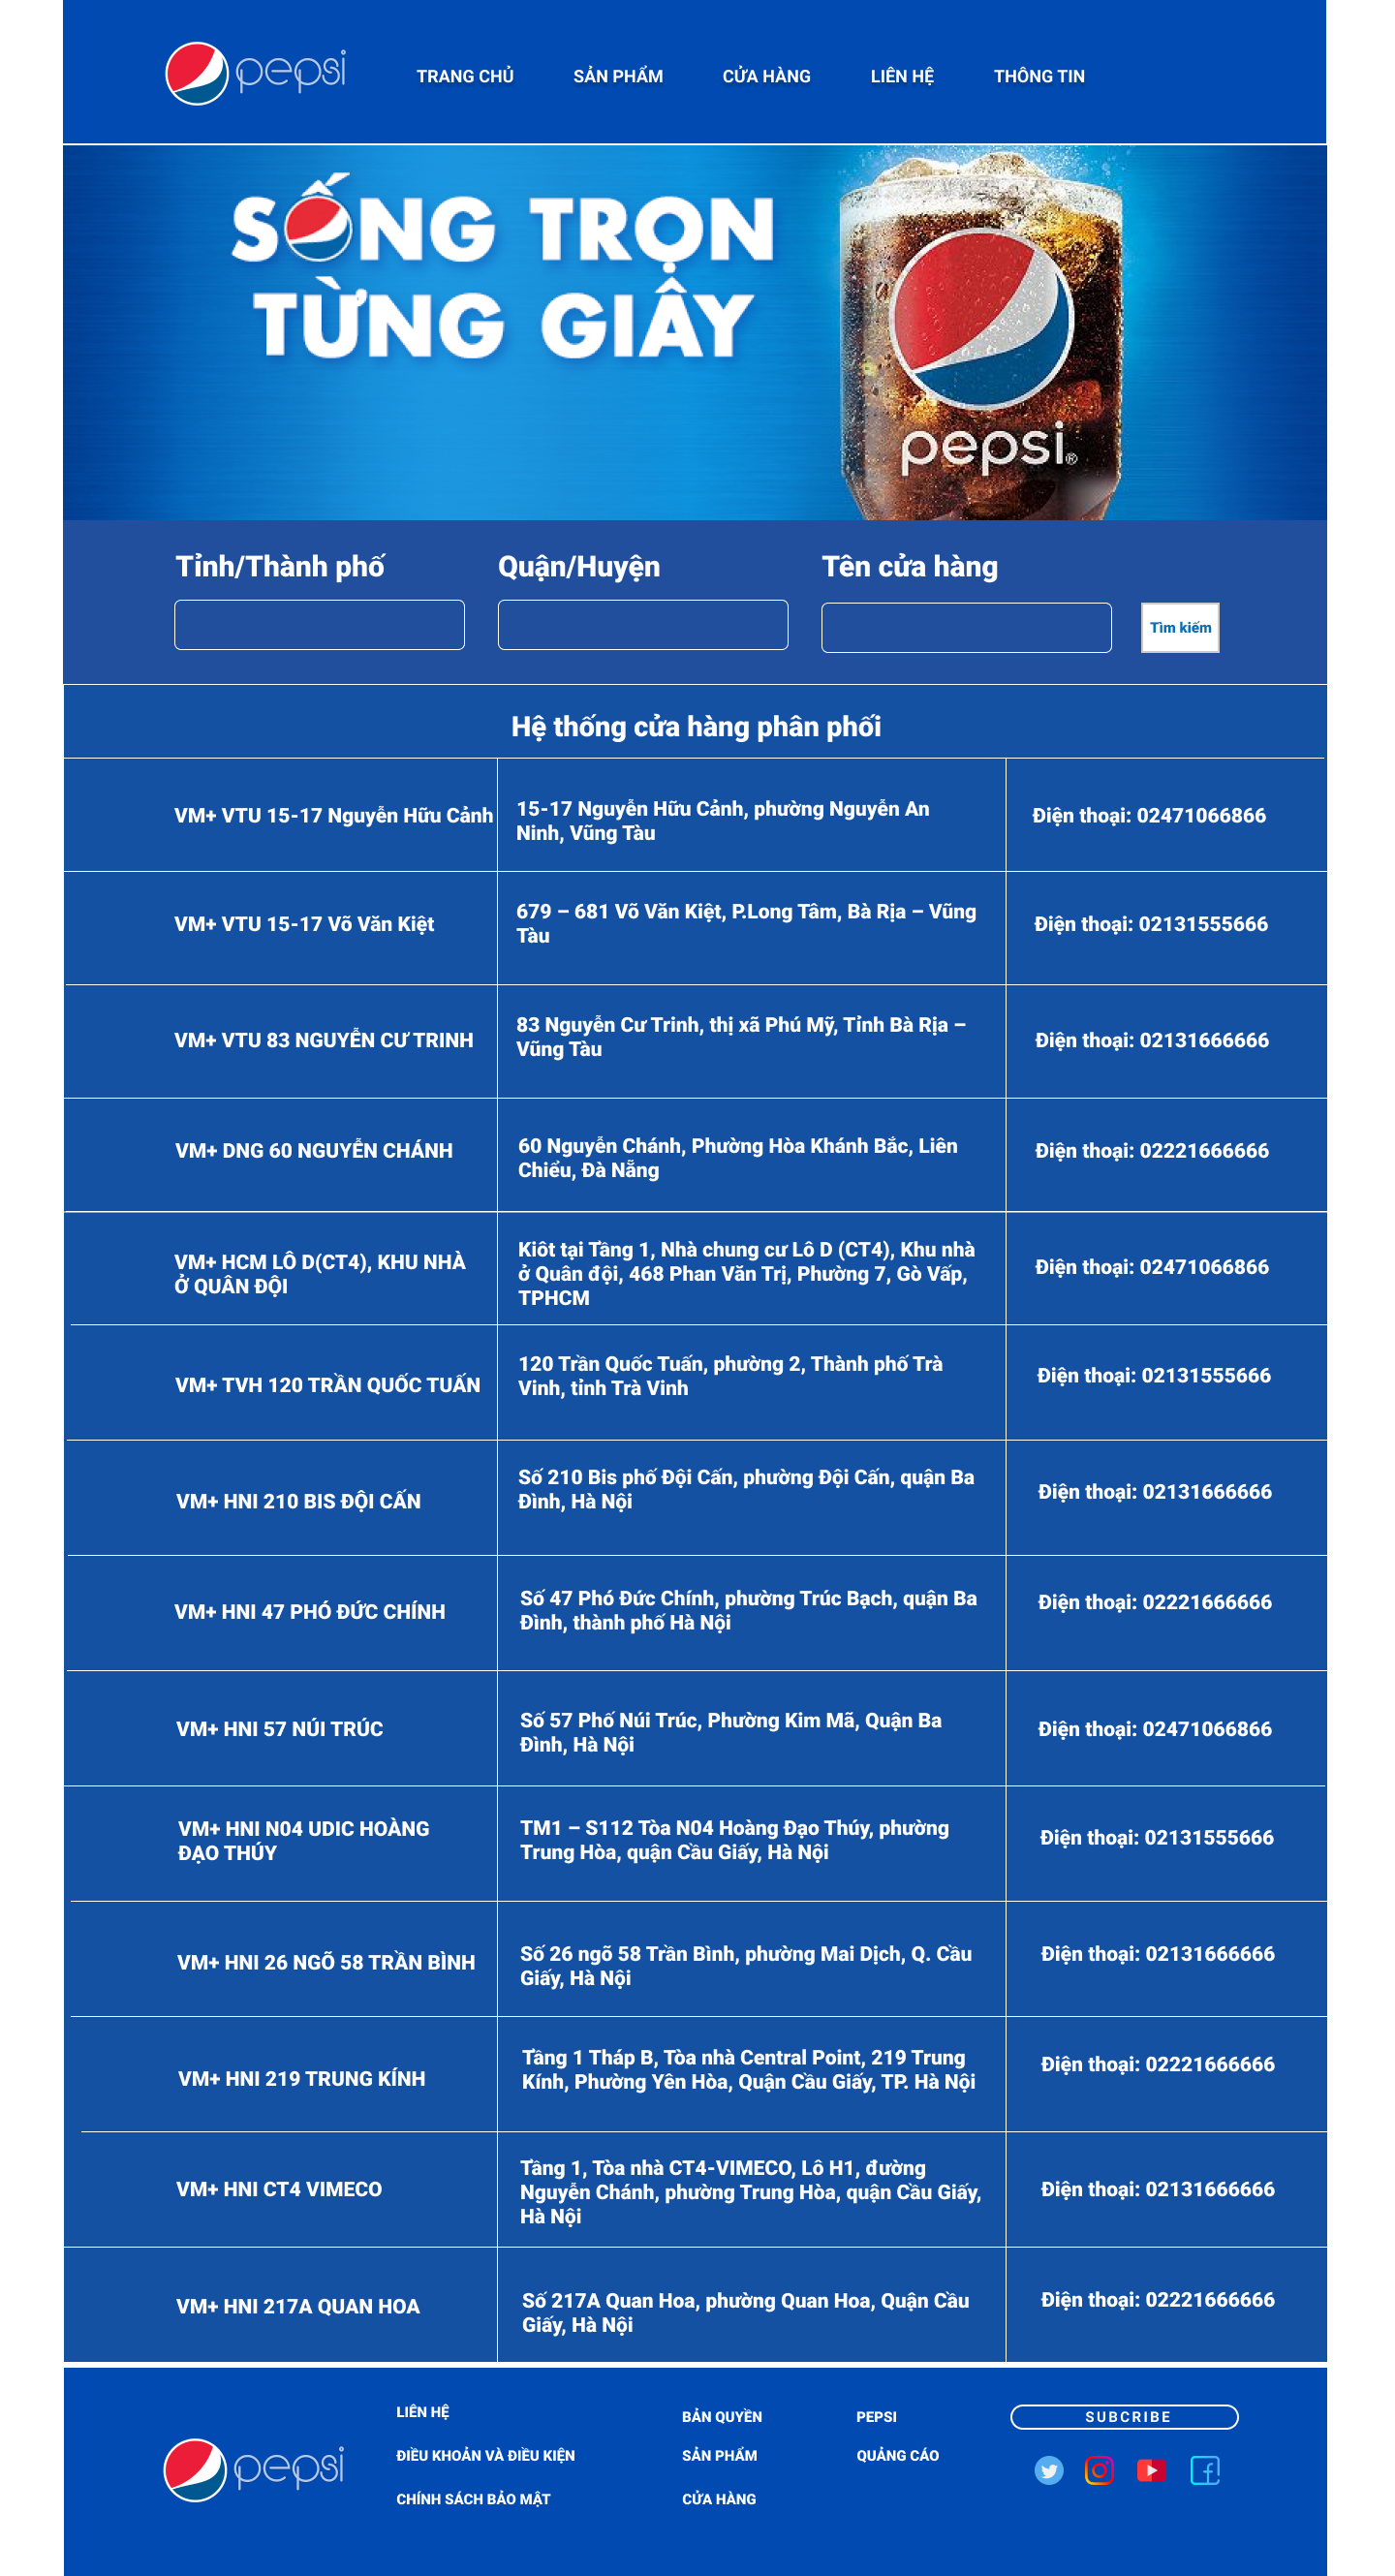 pepsi
TRANG CHỦ
SẢN PHẨM
CỬA HÀNG
LIÊN HỆ
THÔNG TIN
SỐNG TRỌN
TỪNG GIÂY
pepsi®
Tỉnh/Thành phố
Quận/Huyện
Tên cửa hàng
Tìm kiếm
Hệ thống cửa hàng phân phối
VM+ VTU 15-17 Nguyễn Hữu Cảnh
15-17 Nguyễn Hữu Cảnh, phường Nguyễn An
Ninh, Vũng Tàu
Điện thoại: 02471066866
VM+ VTU 15-17 Võ Văn Kiệt
679 – 681 Võ Văn Kiệt, P.Long Tâm, Bà Rịa – Vũng
Tàu
Điện thoại: 02131555666
VM+ VTU 83 NGUYỄN CƯ TRINH
83 Nguyễn Cư Trinh, thị xã Phú Mỹ, Tỉnh Bà Rịa –
Vũng Tàu
Điện thoại: 02131666666
VM+ DNG 60 NGUYỄN CHÁNH
60 Nguyễn Chánh, Phường Hòa Khánh Bắc, Liên
Chiểu, Đà Nẵng
Điện thoại: 02221666666
VM+ HCM LÔ D(CT4), KHU NHÀ
Ở QUÂN ĐỘI
Kiôt tại Tầng 1, Nhà chung cư Lô D (CT4), Khu nhà
ở Quân đội, 468 Phan Văn Trị, Phường 7, Gò Vấp,
TPHCM
Điện thoại: 02471066866
VM+ TVH 120 TRẦN QUỐC TUẤN
120 Trần Quốc Tuấn, phường 2, Thành phố Trà
Vinh, tỉnh Trà Vinh
Điện thoại: 02131555666
VM+ HNI 210 BIS ĐỘI CẤN
Số 210 Bis phố Đội Cấn, phường Đội Cấn, quận Ba
Đình, Hà Nội
Điện thoại: 02131666666
VM+ HNI 47 PHÓ ĐỨC CHÍNH
Số 47 Phó Đức Chính, phường Trúc Bạch, quận Ba
Đình, thành phố Hà Nội
Điện thoại: 02221666666
VM+ HNI 57 NÚI TRÚC
Số 57 Phố Núi Trúc, Phường Kim Mã, Quận Ba
Đình, Hà Nội
Điện thoại: 02471066866
VM+ HNI N04 UDIC HOÀNG
ĐẠO THÚY
TM1 – S112 Tòa N04 Hoàng Đạo Thúy, phường
Trung Hòa, quận Cầu Giấy, Hà Nội
Điện thoại: 02131555666
VM+ HNI 26 NGÕ 58 TRẦN BÌNH
Số 26 ngõ 58 Trần Bình, phường Mai Dịch, Q. Cầu
Giấy, Hà Nội
Điện thoại: 02131666666
VM+ HNI 219 TRUNG KÍNH
Tầng 1 Tháp B, Tòa nhà Central Point, 219 Trung
Kính, Phường Yên Hòa, Quận Cầu Giấy, TP. Hà Nội
Điện thoại: 02221666666
VM+ HNI CT4 VIMECO
Tầng 1, Tòa nhà CT4-VIMECO, Lô H1, đường
Nguyễn Chánh, phường Trung Hòa, quận Cầu Giấy,
Hà Nội
Điện thoại: 02131666666
VM+ HNI 217A QUAN HOA
Số 217A Quan Hoa, phường Quan Hoa, Quận Cầu
Giấy, Hà Nội
Điện thoại: 02221666666
pepsi
LIÊN HỆ
ĐIỀU KHOẢN VÀ ĐIỀU KIỆN
CHÍNH SÁCH BẢO MẬT
BẢN QUYỀN
SẢN PHẨM
CỬA HÀNG
PEPSI
QUẢNG CÁO
SUBCRIBE